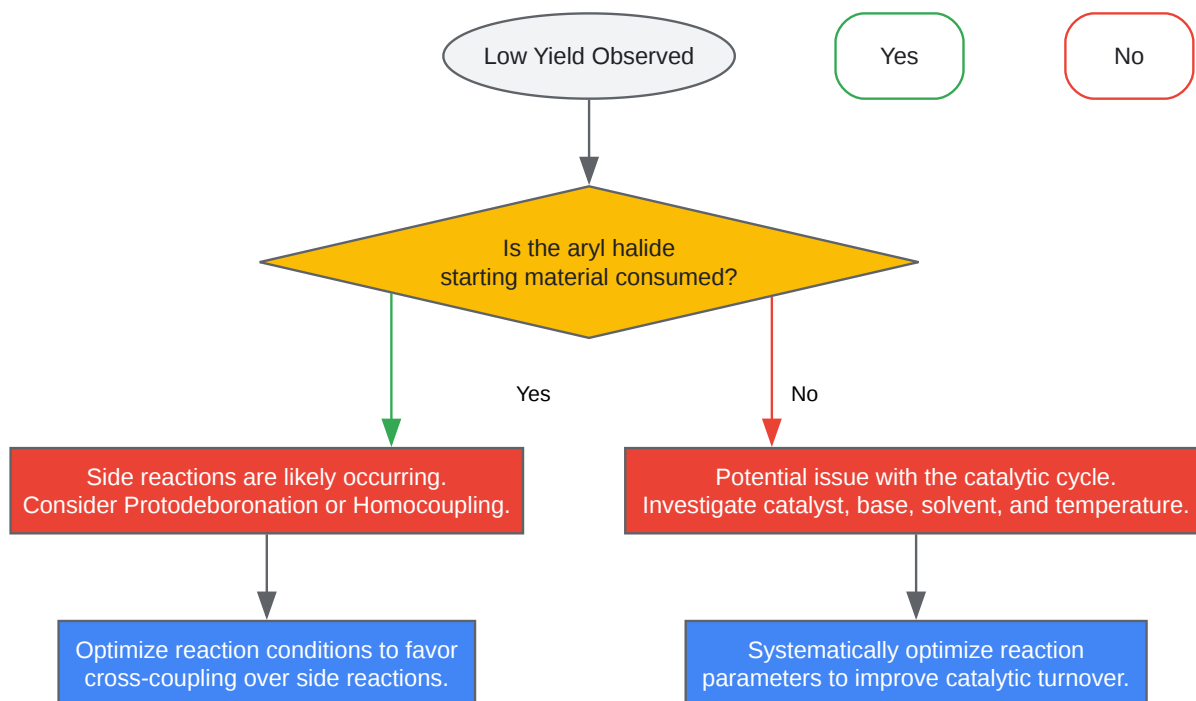 Low Yield Observed
Yes
No
Is the aryl halide
starting material consumed?
Yes
No
Side reactions are likely occurring.
Consider Protodeboronation or Homocoupling.
Potential issue with the catalytic cycle.
Investigate catalyst, base, solvent, and temperature.
Optimize reaction conditions to favor
cross-coupling over side reactions.
Systematically optimize reaction
parameters to improve catalytic turnover.